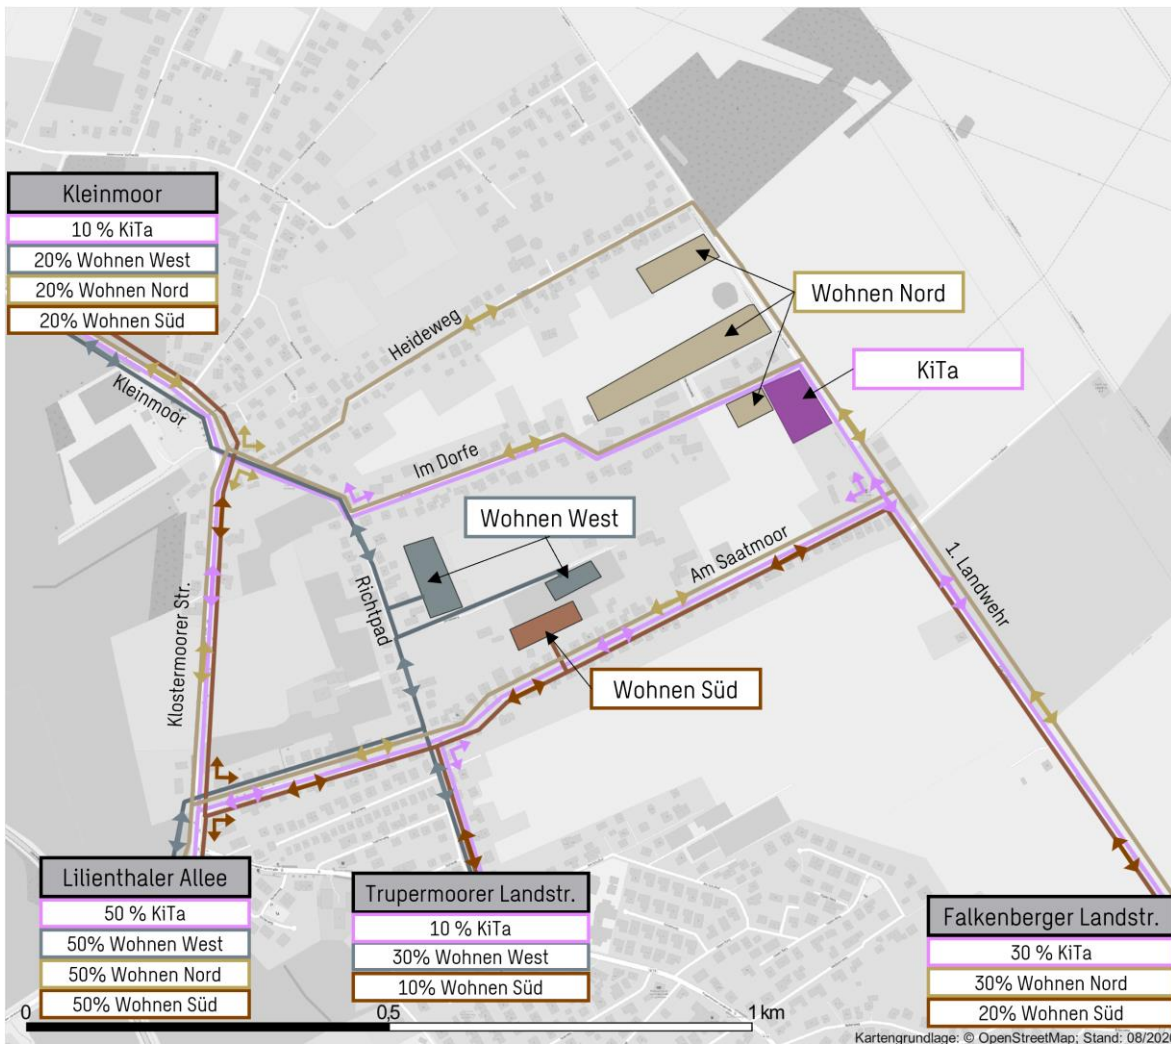 Kleinmoor
10 % KiTa
20% Wohnen West
20% Wohnen Nord
20% Wohnen Süd
Wohnen Nord
KiTa
Heideweg
Kleinmoor
Im Dorfe
Wohnen West
Am Saatmoor
1. Landwehr
Richtpad
Klostermoorer Str.
Wohnen Süd
Lilienthaler Allee
50 % KiTa
50% Wohnen West
50% Wohnen Nord
50% Wohnen Süd
Trupermoorer Landstr.
10 % KiTa
30% Wohnen West
10% Wohnen Süd
Falkenberger Landstr.
30 % KiTa
30% Wohnen Nord
20% Wohnen Süd
0 0,5 1 km
Kartengrundlage: © OpenStreetMap; Stand: 08/202